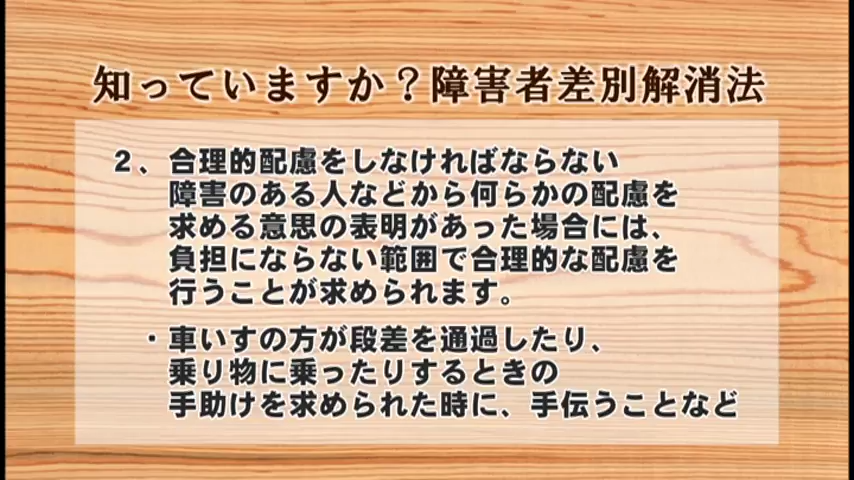 知っていますか？障害者差別解消法
２、合理的配慮をしなければならない
障害のある人などから何らかの配慮を
求める意思の表明があった場合には、
負担にならない範囲で合理的な配慮を
行うことが求められます。
・車いすの方が段差を通過したり、
乗り物に乗ったりするときの
手助けを求められた時に、手伝うことなど